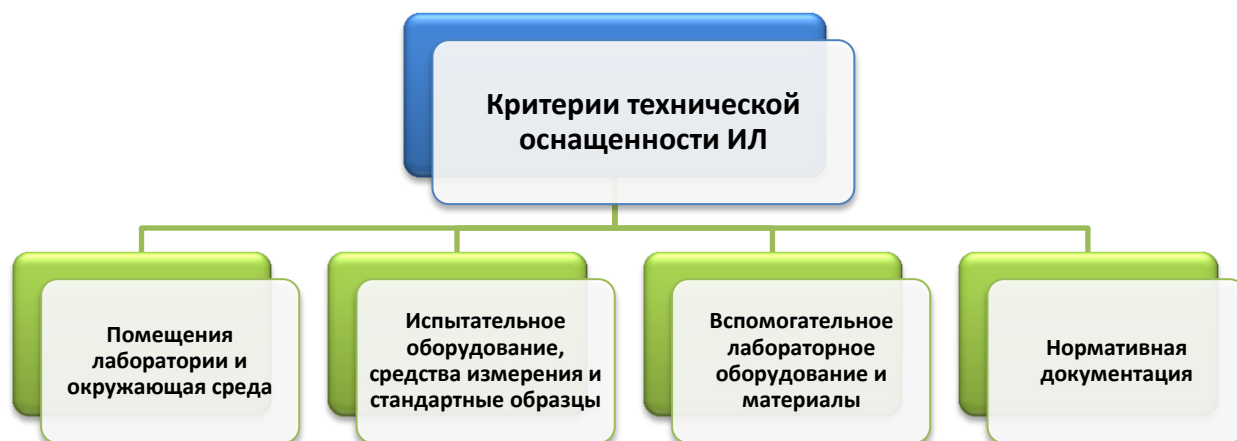 Критерии технической
оснащенности ИЛ
Помещения
лаборатории и
окружающая среда
Испытательное
оборудование,
средства измерения и
стандартные образцы
Вспомогательное
лабораторное
оборудование и
материалы
Нормативная
документация